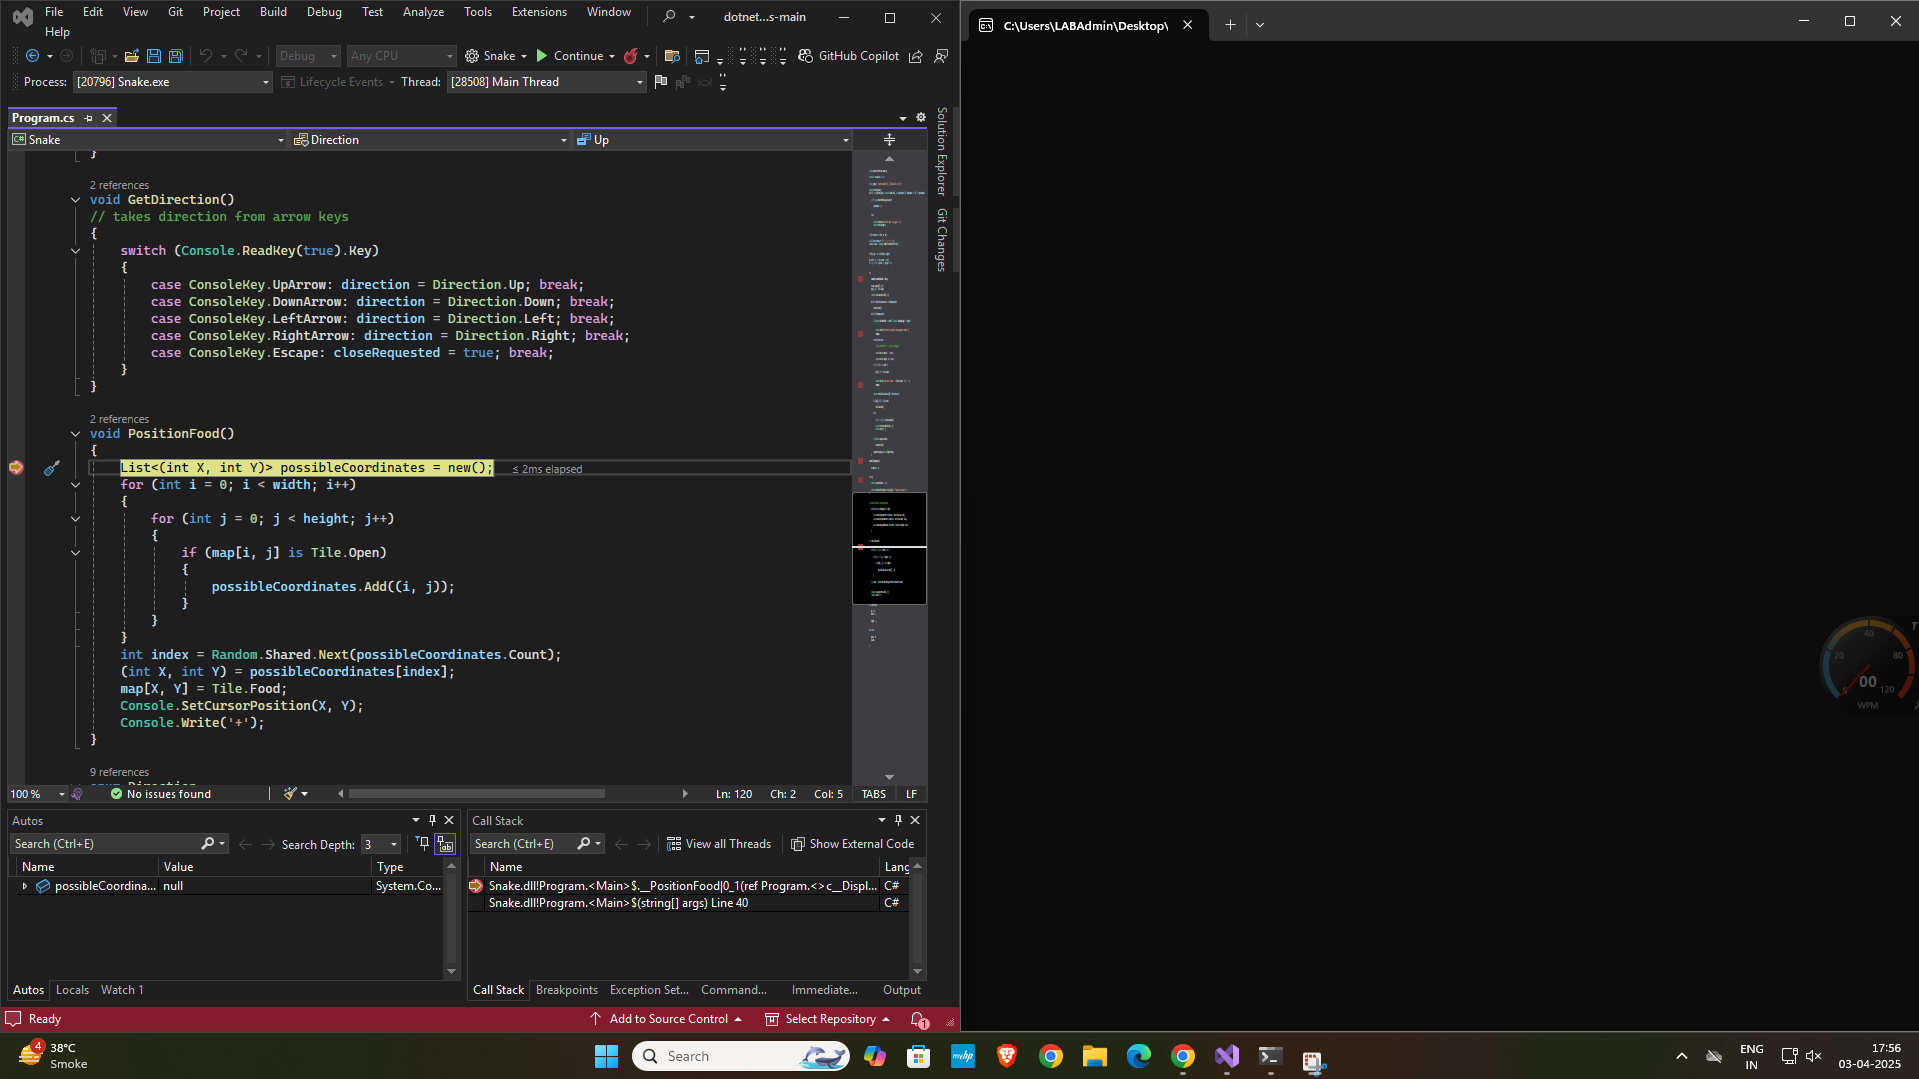 File Edit View Git Project Build Debug Test Analyze Tools Extensions Window
Help
dotnet...s-main
Debug Any CPU Snake Continue GitHub Copilot
Process: [20796] Snake.exe Lifecycle Events Thread: [28508] Main Thread
Program.cs
Snake Direction Up
}
2 references
void GetDirection()
// takes direction from arrow keys
{
switch (Console.ReadKey(true).Key)
{
case ConsoleKey.UpArrow: direction = Direction.Up; break;
case ConsoleKey.DownArrow: direction = Direction.Down; break;
case ConsoleKey.LeftArrow: direction = Direction.Left; break;
case ConsoleKey.RightArrow: direction = Direction.Right; break;
case ConsoleKey.Escape: closeRequested = true; break;
}
}
2 references
void PositionFood()
{
List<(int X, int Y)> possibleCoordinates = new(); ≤ 2ms elapsed
for (int i = 0; i < width; i++)
{
for (int j = 0; j < height; j++)
{
if (map[i, j] is Tile.Open)
{
possibleCoordinates.Add((i, j));
}
}
}
int index = Random.Shared.Next(possibleCoordinates.Count);
(int X, int Y) = possibleCoordinates[index];
map[X, Y] = Tile.Food;
Console.SetCursorPosition(X, Y);
Console.Write('+');
}
9 references
enum Direction
100 % No issues found Ln: 120 Ch: 2 Col: 5 TABS LF
Solution Explorer
Git Changes
Autos
Search (Ctrl+E) Search Depth: 3
Name Value Type
possibleCoordina... null System.Co...
Autos Locals Watch 1
Call Stack
Search (Ctrl+E) View all Threads Show External Code
Name Lang
Snake.dll!Program.<Main>$.__PositionFood|0_1(ref Program.<>c__Displ... C#
Snake.dll!Program.<Main>$(string[] args) Line 40 C#
Call Stack Breakpoints Exception Set... Command... Immediate... Output
Ready Add to Source Control Select Repository 1
C:\Users\LABAdmin\Desktop\
20 40 80 120
00
WPM
4
38°C
Smoke
Search
myhp
ENG
IN
17:56
03-04-2025